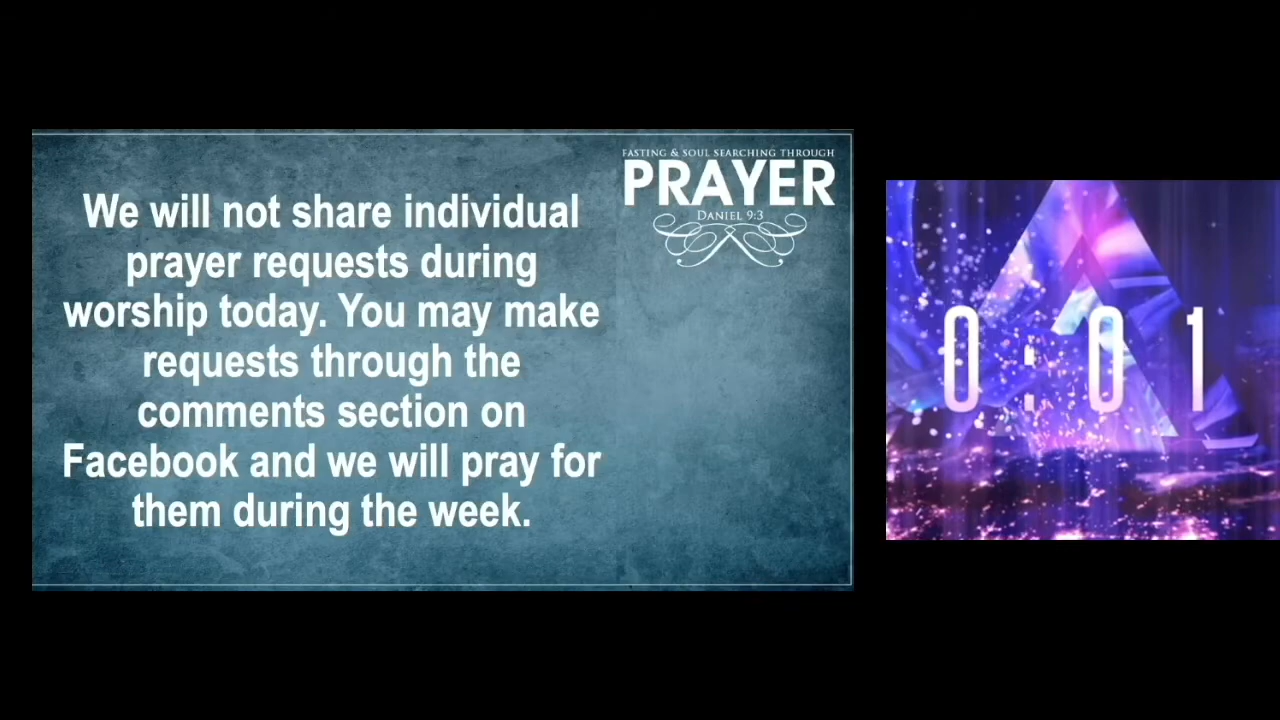 FASTING & SOUL SEARCHING THROUGH
PRAYER
DANIEL 9:3
We will not share individual
prayer requests during
worship today. You may make
requests through the
comments section on
Facebook and we will pray for
them during the week.
0:01